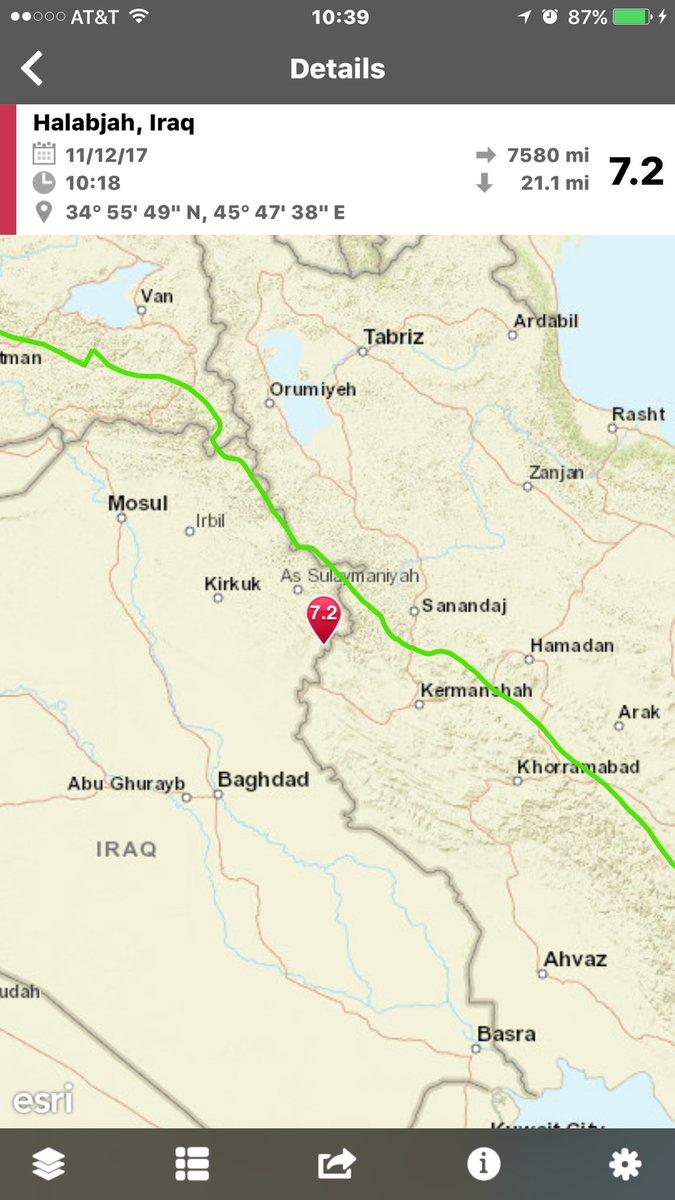 AT&T 10:39 87%
Details
Halabjah, Iraq
11/12/17 7580 mi 7.2
10:18 21.1 mi
34° 55' 49" N, 45° 47' 38" E
Van
Ardabil
Tabriz
tman
Orumiyeh
Rasht
Zanjan
Mosul
Irbil
As Sulaymaniyah
Kirkuk
7.2
Sanandaj
Hamadan
Kermanshah
Arak
Khorramabad
Abu Ghurayb
Baghdad
IRAQ
Ahvaz
udah
Basra
esri
Kuwait City